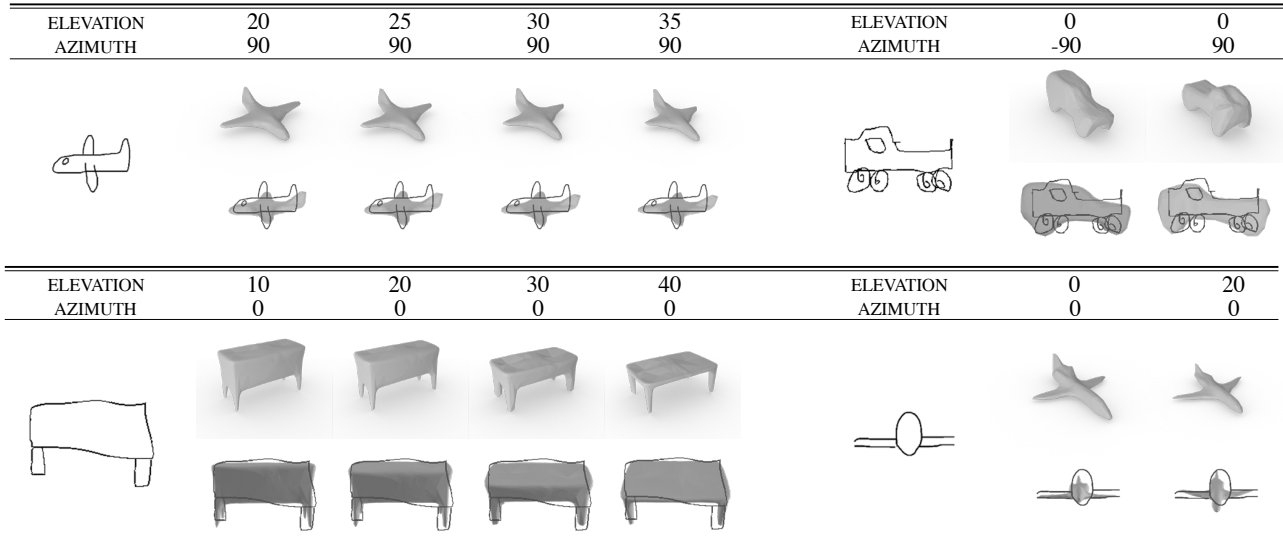 ELEVATION 20 25 30 35 ELEVATION 0 0
AZIMUTH 90 90 90 90 AZIMUTH -90 90
ELEVATION 10 20 30 40 ELEVATION 0 20
AZIMUTH 0 0 0 0 AZIMUTH 0 0